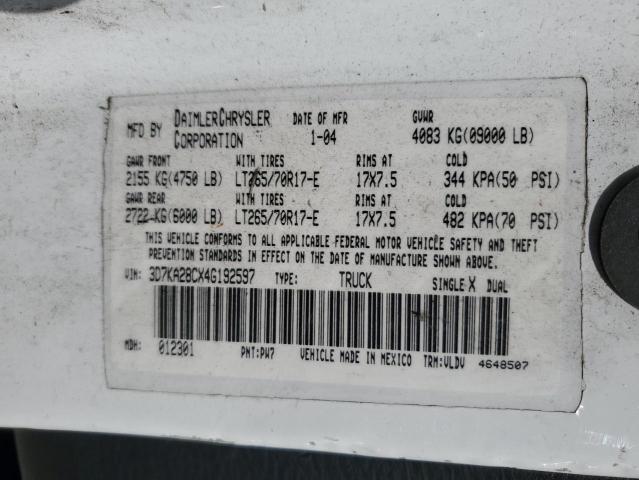 MFD BY DAIMLERCHRYSLER CORPORATION DATE OF MFR 1-04 GVWR 4083 KG(09000 LB)
GAWR FRONT WITH TIRES RIMS AT COLD
2155 KG(4750 LB) LT265/70R17-E 17X7.5 344 KPA(50 PSI)
GAWR REAR WITH TIRES RIMS AT COLD
2722 KG(6000 LB) LT265/70R17-E 17X7.5 482 KPA(70 PSI)
THIS VEHICLE CONFORMS TO ALL APPLICABLE FEDERAL MOTOR VEHICLE SAFETY AND THEFT
PREVENTION STANDARDS IN EFFECT ON THE DATE OF MANUFACTURE SHOWN ABOVE.
VIN: 3D7KA28CX4G192597 TYPE: TRUCK SINGLE X DUAL
MDH: 012301 PNT:PW7 VEHICLE MADE IN MEXICO TRM:VLDV 4648507